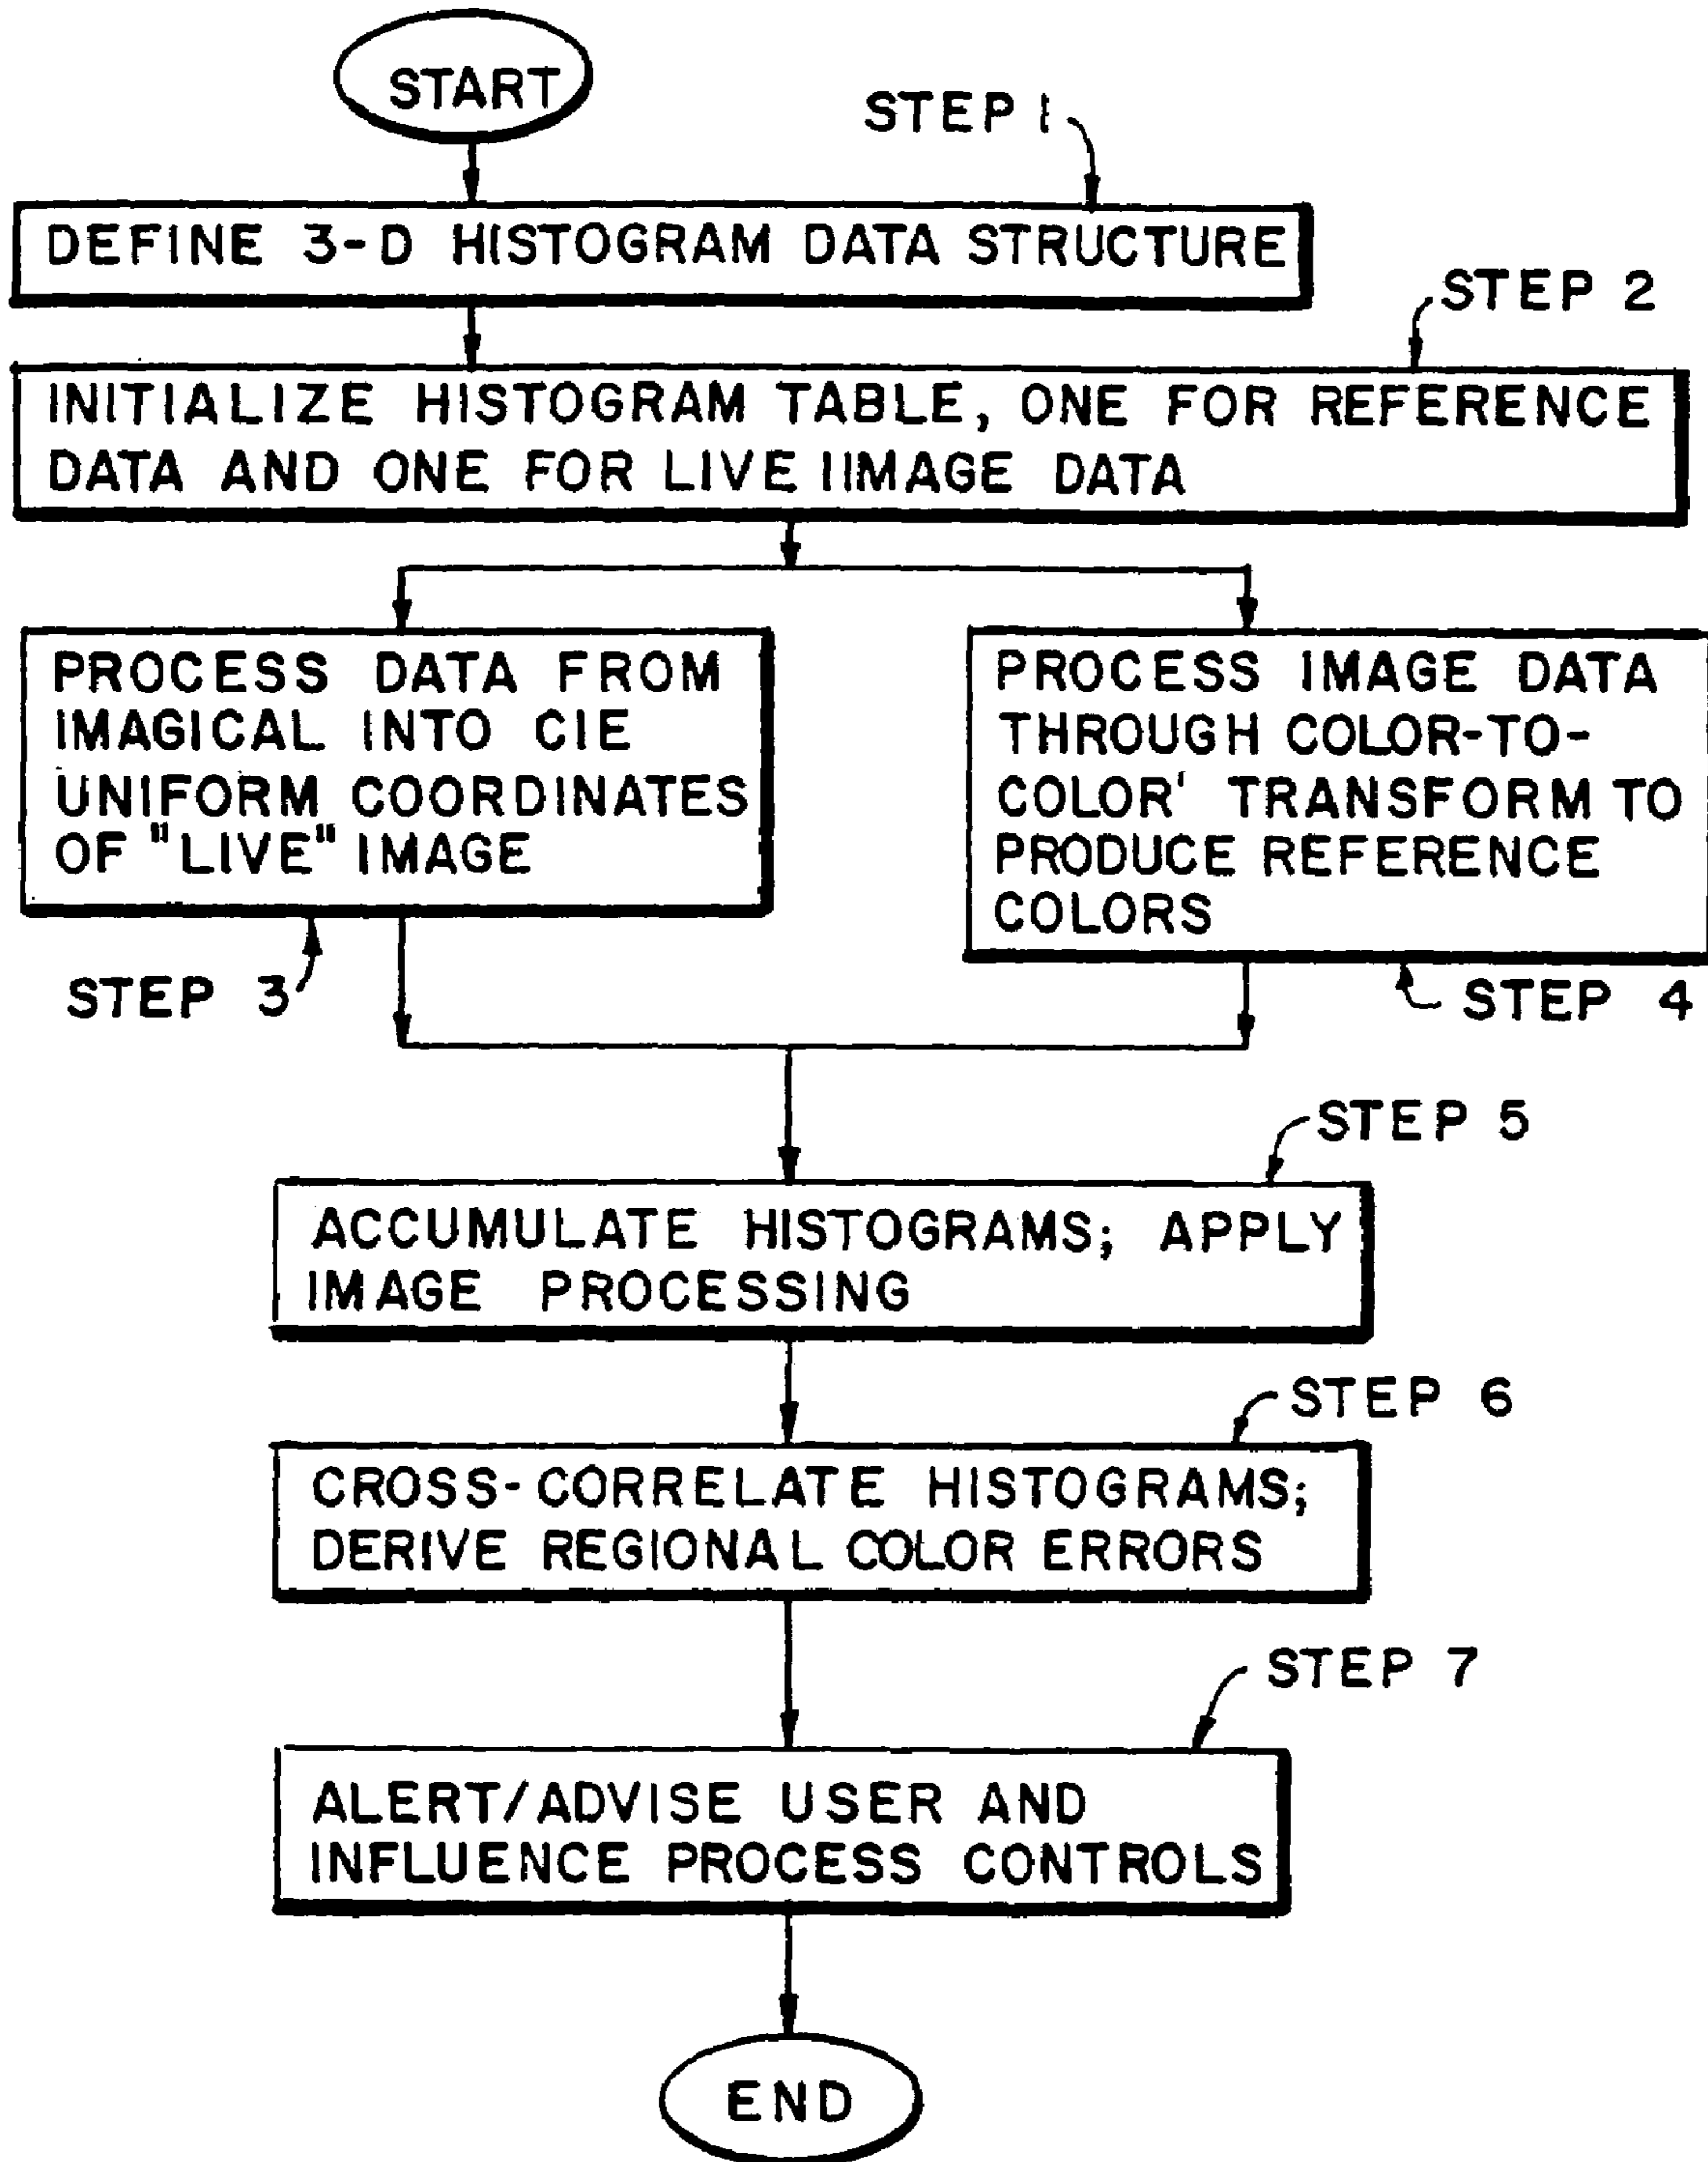 START
STEP 1
DEFINE 3-D HISTOGRAM DATA STRUCTURE
STEP 2
INITIALIZE HISTOGRAM TABLE, ONE FOR REFERENCE
DATA AND ONE FOR LIVE IIMAGE DATA
PROCESS DATA FROM
IMAGICAL INTO CIE
UNIFORM COORDINATES
OF "LIVE" IMAGE
STEP 3
PROCESS IMAGE DATA
THROUGH COLOR-TO-
COLOR' TRANSFORM TO
PRODUCE REFERENCE
COLORS
STEP 4
STEP 5
ACCUMULATE HISTOGRAMS; APPLY
IMAGE PROCESSING
STEP 6
CROSS-CORRELATE HISTOGRAMS;
DERIVE REGIONAL COLOR ERRORS
STEP 7
ALERT/ADVISE USER AND
INFLUENCE PROCESS CONTROLS
END